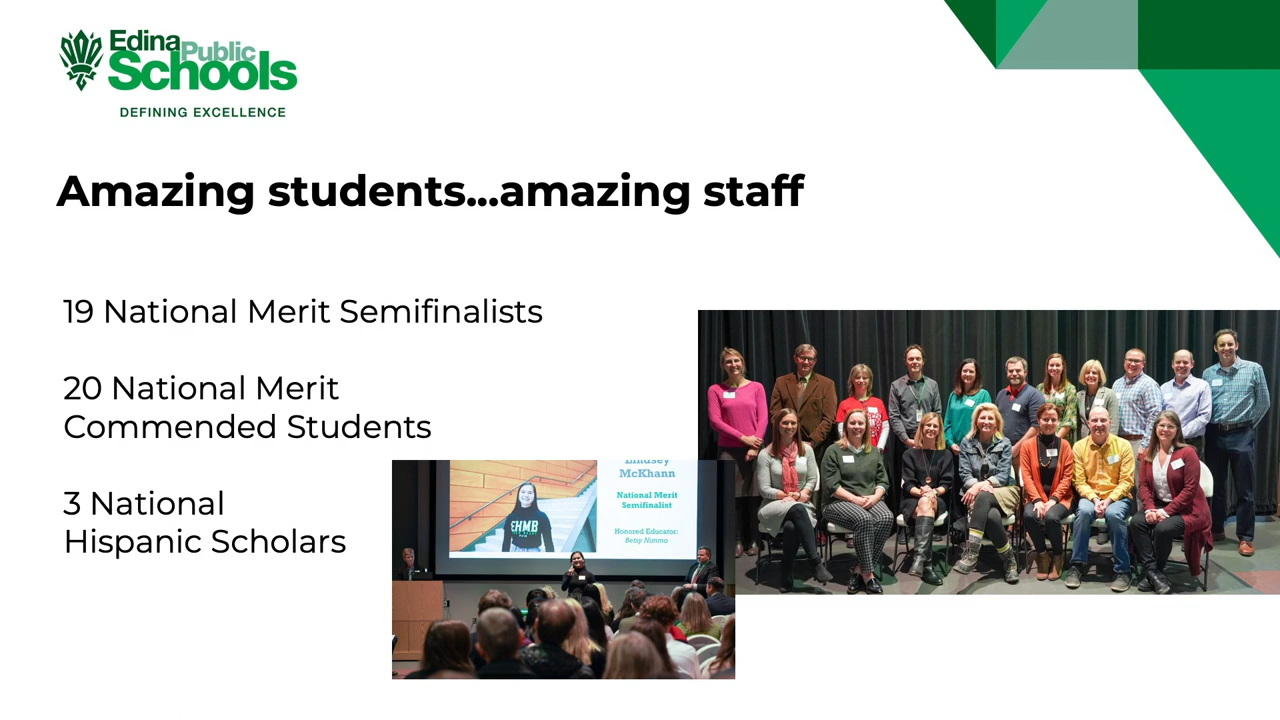 Edina Public
Schools
DEFINING EXCELLENCE
Amazing students...amazing staff
19 National Merit Semifinalists
20 National Merit
Commended Students
3 National
Hispanic Scholars
Lindsey
McKhann
National Merit
Semifinalist
Honored Educator:
Betsy Nimmo
EHMB